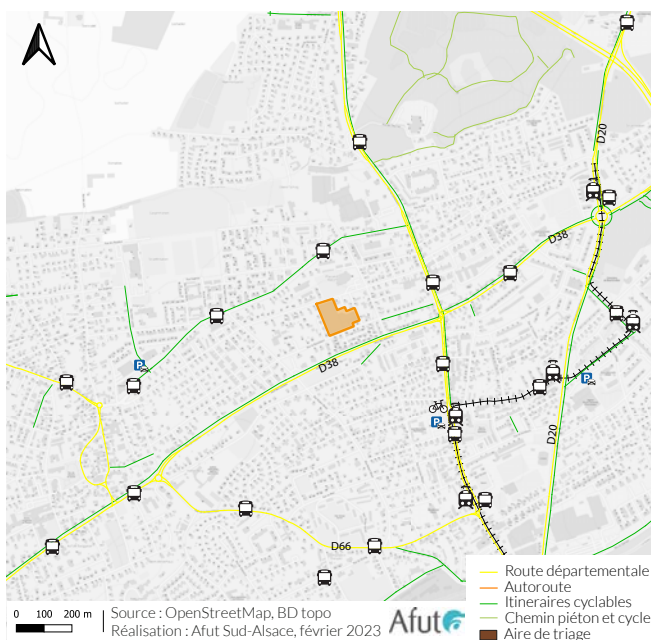 D20
D38
D38
P
P
P
D20
D66
Route départementale
Autoroute
Itineraires cyclables
Chemin piéton et cycle
Aire de triage
0 100 200 m
Source : OpenStreetMap, BD topo
Réalisation : Afut Sud-Alsace, février 2023
Afut